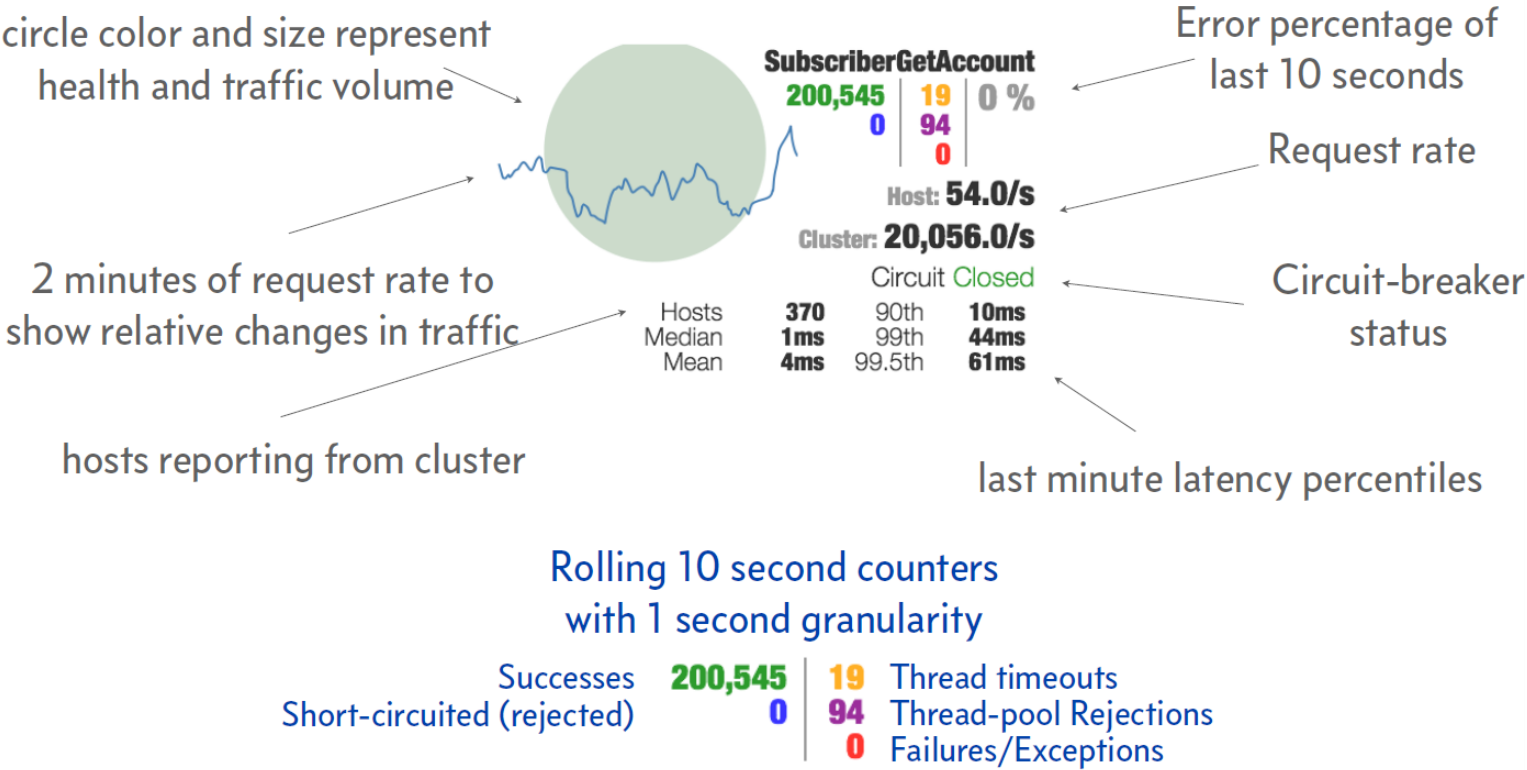 circle color and size represent
health and traffic volume
SubscriberGetAccount
200,545 19 0 %
0 94
0
Error percentage of
last 10 seconds
Request rate
Host: 54.0/s
Cluster: 20,056.0/s
2 minutes of request rate to
show relative changes in traffic
Circuit Closed
Circuit-breaker
status
Hosts 370 90th 10ms
Median 1ms 99th 44ms
Mean 4ms 99.5th 61ms
hosts reporting from cluster
last minute latency percentiles
Rolling 10 second counters
with 1 second granularity
Successes 200,545 19 Thread timeouts
Short-circuited (rejected) 0 94 Thread-pool Rejections
0 Failures/Exceptions